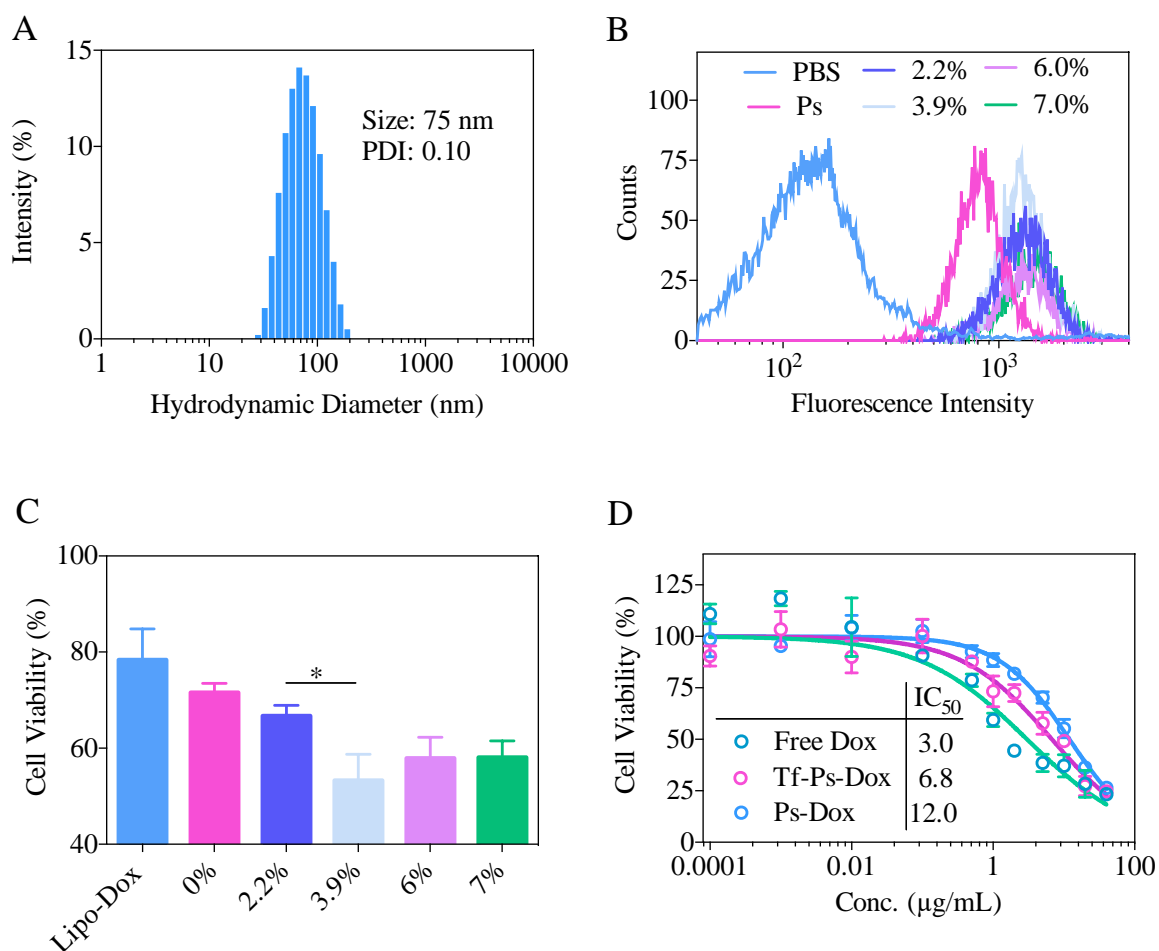 A
15
10
5
0
Intensity (%)
Size: 75 nm
PDI: 0.10
1
10
100
1000
10000
Hydrodynamic Diameter (nm)
B
100
75
50
25
0
Counts
PBS
2.2%
6.0%
Ps
3.9%
7.0%
10²
10³
Fluorescence Intensity
C
100
80
60
40
Cell Viability (%)
*
Lipo-Dox
0%
2.2%
3.9%
6%
7%
D
125
100
75
50
25
0
Cell Viability (%)
IC₅₀
Free Dox 3.0
Tf-Ps-Dox 6.8
Ps-Dox 12.0
0.0001
0.01
1
100
Conc. (µg/mL)